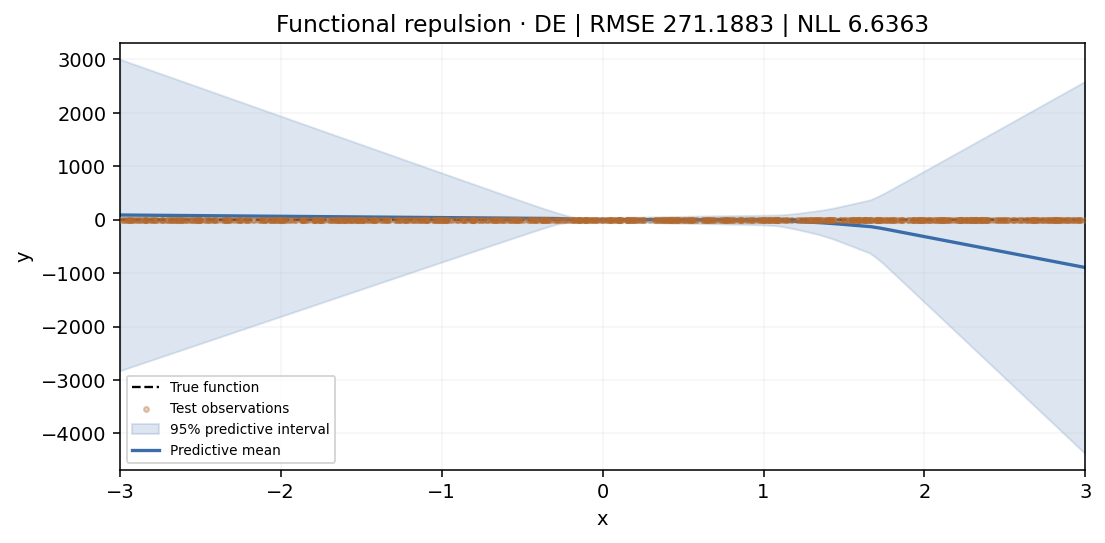 Functional repulsion · DE | RMSE 271.1883 | NLL 6.6363
3000
2000
1000
0
−1000
−2000
−3000
−4000
y
True function
Test observations
95% predictive interval
Predictive mean
−3 −2 −1 0 1 2 3
x